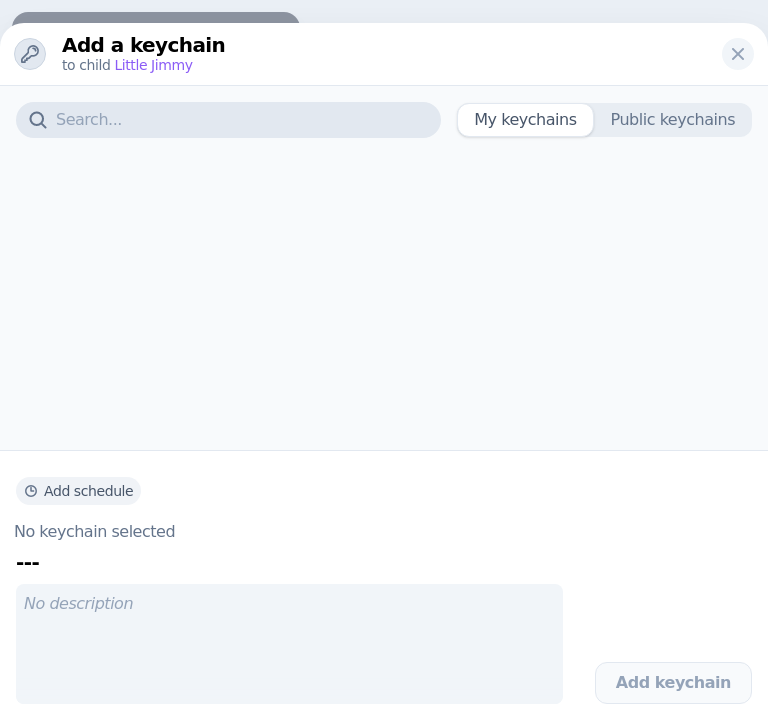 Add a keychain
to child Little Jimmy
Search...
My keychains
Public keychains
Add schedule
No keychain selected
---
No description
Add keychain